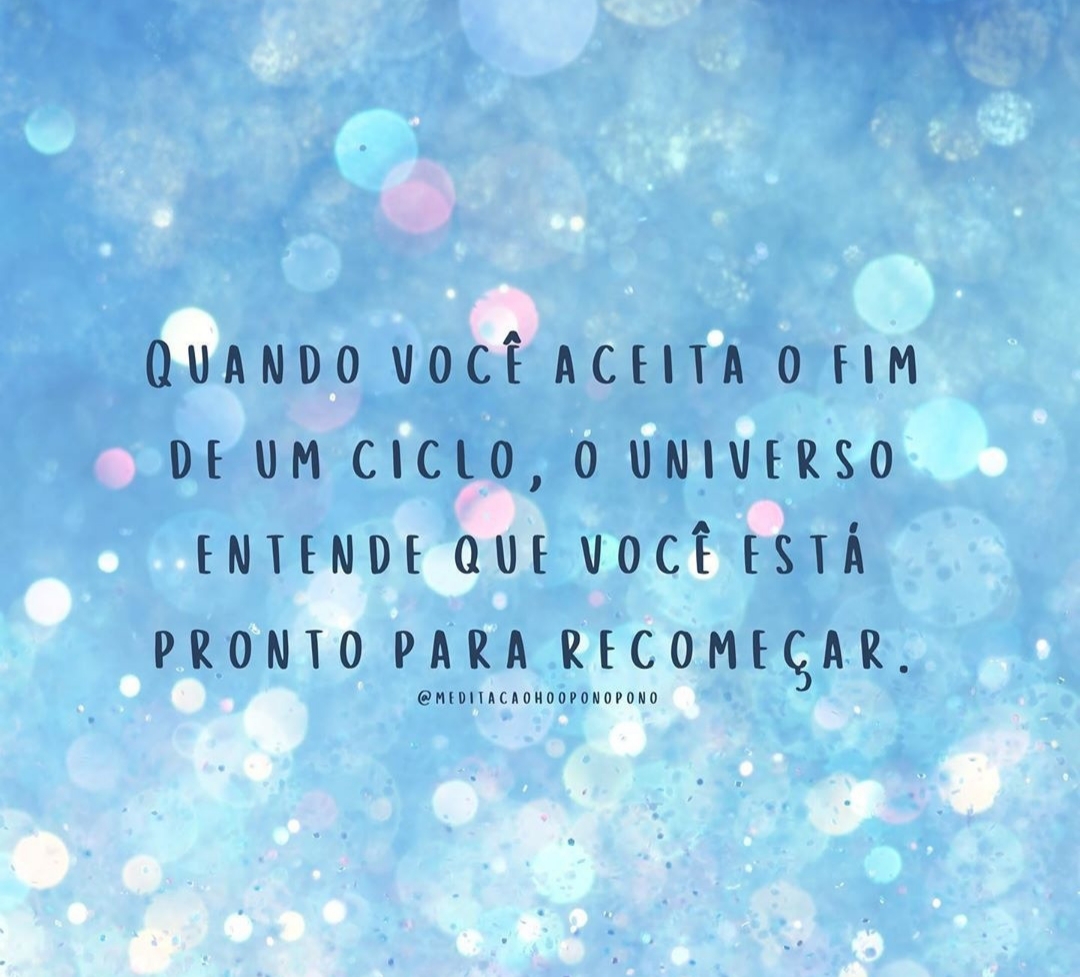 QUANDO VOCÊ ACEITA O FIM
DE UM CICLO, O UNIVERSO
ENTENDE QUE VOCÊ ESTÁ
PRONTO PARA RECOMEÇAR.
@MEDITACAOHOOPONOPONO